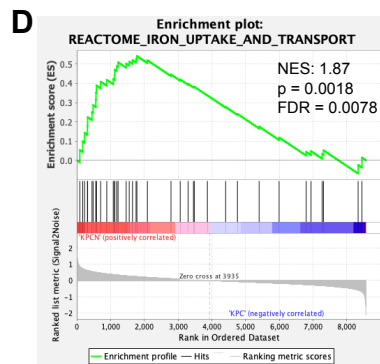 D
Enrichment plot:
REACTOME_IRON_UPTAKE_AND_TRANSPORT
NES: 1.87
p = 0.0018
FDR = 0.0078
Enrichment score (ES)
0.5
0.4
0.3
0.2
0.1
0.0
'KPCN' (positively correlated)
Ranked list metric (Signal2Noise)
2
1
0
-1
-2
Zero cross at 3935
'KPC' (negatively correlated)
0 1,000 2,000 3,000 4,000 5,000 6,000 7,000 8,000
Rank in Ordered Dataset
Enrichment profile Hits Ranking metric scores